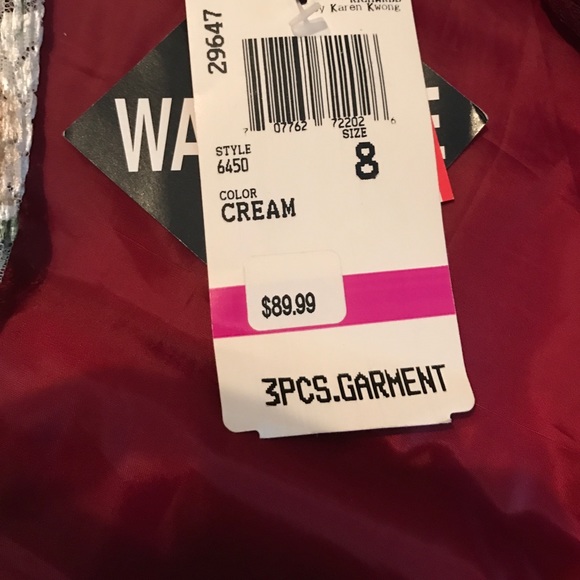 by Karen Kwong
29647
7 07762 72202 6
STYLE
6450
SIZE
8
COLOR
CREAM
$89.99
3PCS.GARMENT
WA
E